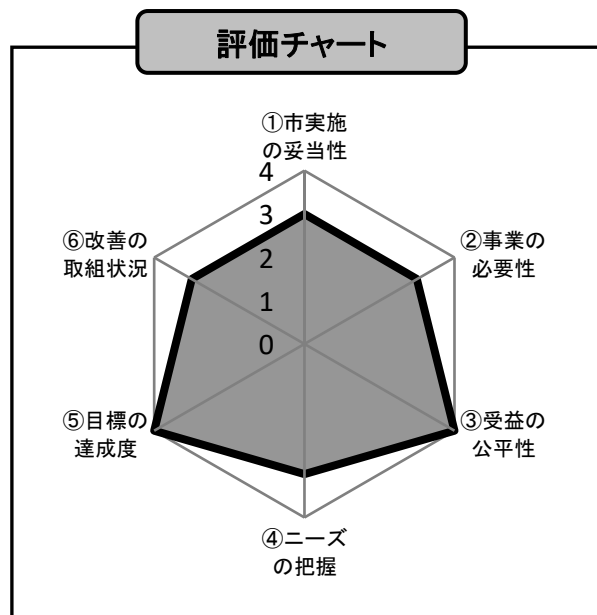 評価チャート
①市実施
の妥当性
4
3
2
1
0
②事業の
必要性
③受益の
公平性
④ニーズ
の把握
⑤目標の
達成度
⑥改善の
取組状況